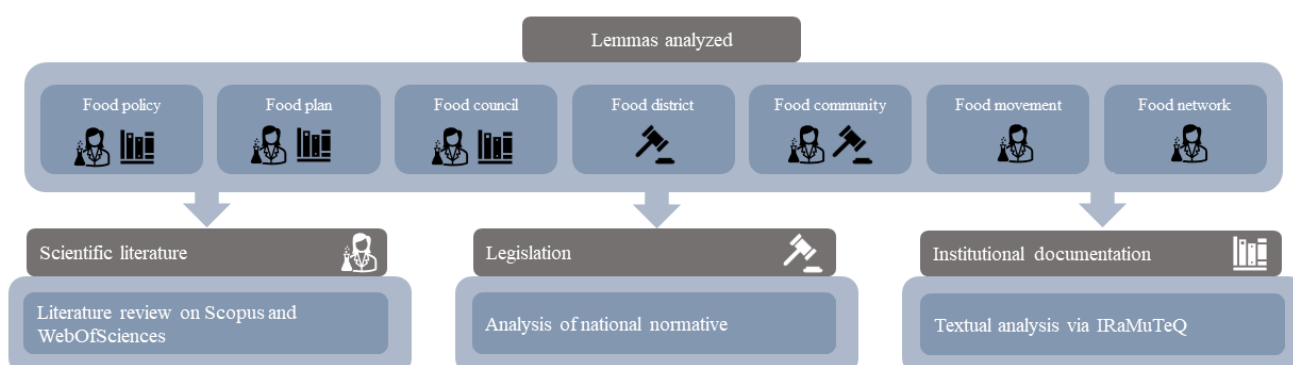 Lemmas analyzed
Food policy
Food plan
Food council
Food district
Food community
Food movement
Food network
Scientific literature
Legislation
Institutional documentation
Literature review on Scopus and
WebOfSciences
Analysis of national normative
Textual analysis via IRaMuTeQ